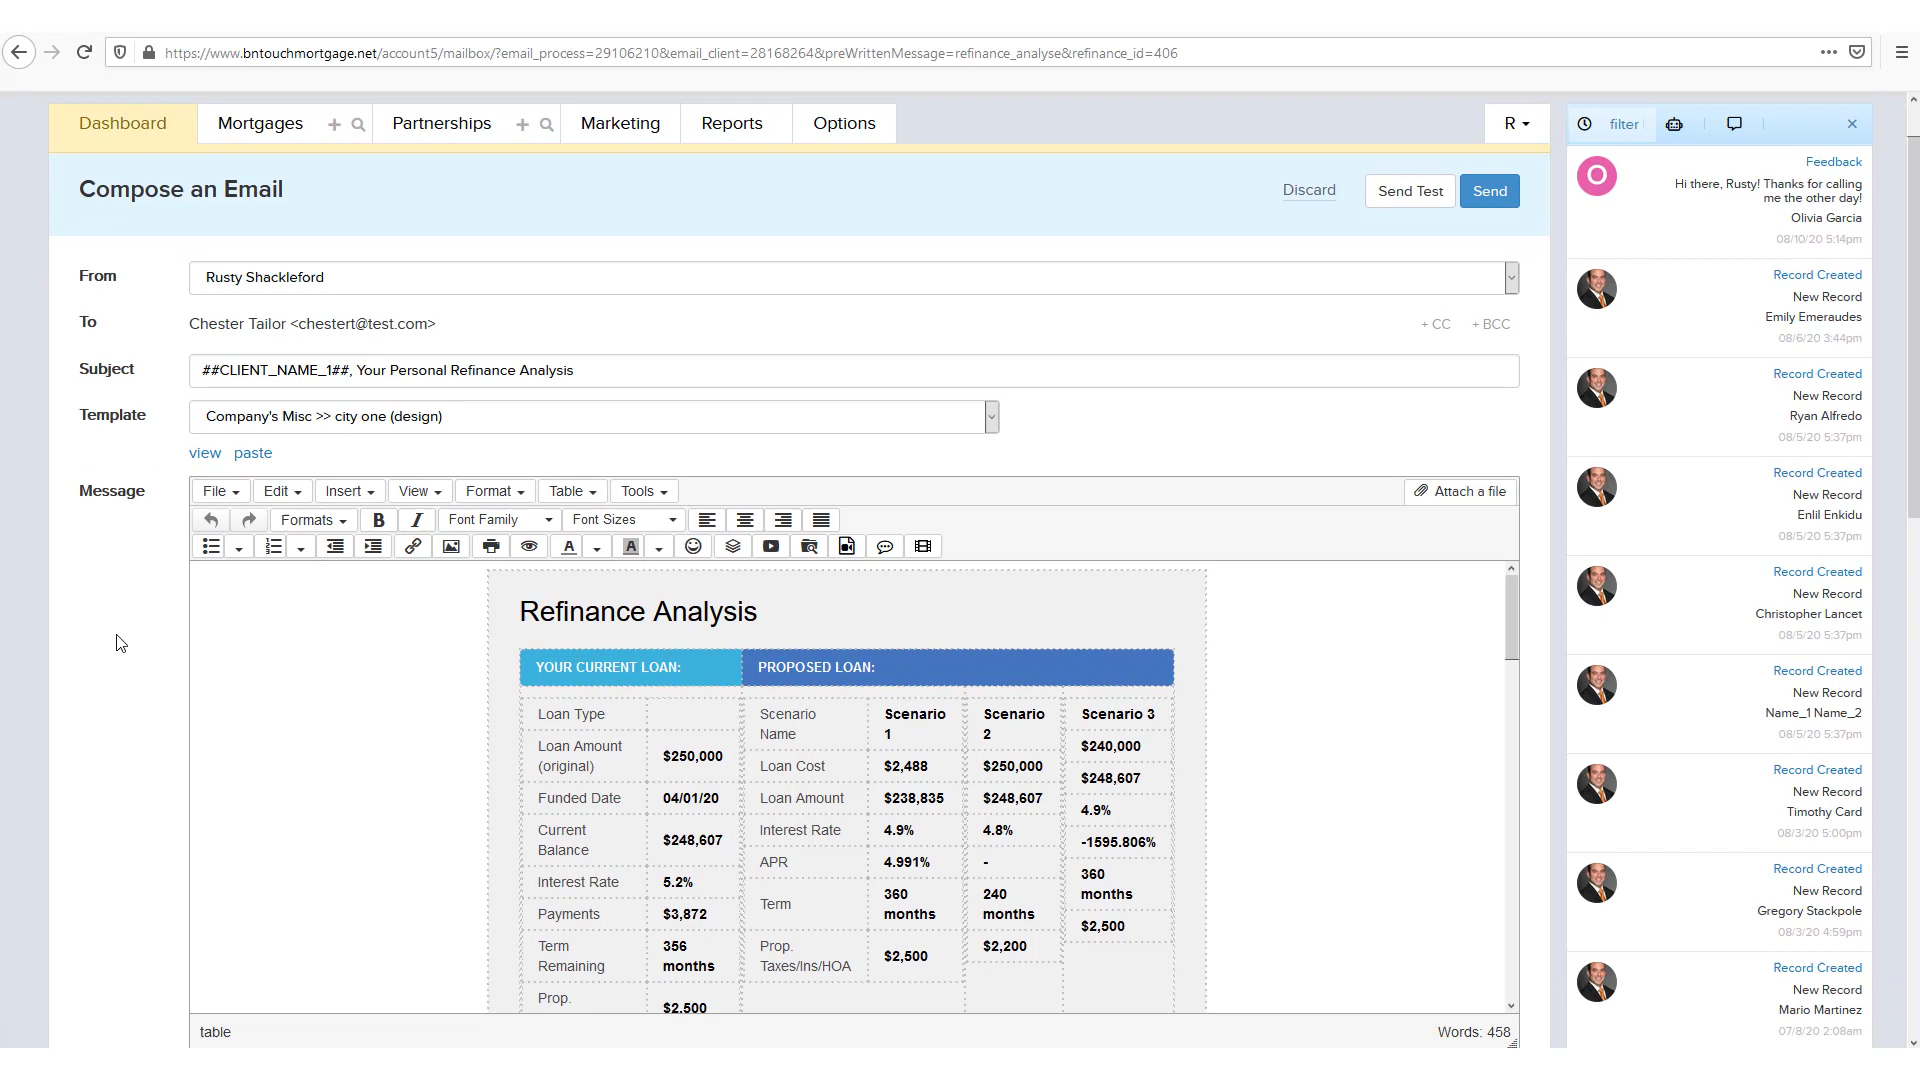 https://www.bntouchmortgage.net/account5/mailbox/?email_process=29106210&email_client=28168264&preWrittenMessage=refinance_analyse&refinance_id=406
Dashboard Mortgages Partnerships Marketing Reports Options R
Compose an Email Discard Send Test Send
From Rusty Shackleford
To Chester Tailor <chestert@test.com> + CC + BCC
Subject ##CLIENT_NAME_1##, Your Personal Refinance Analysis
Template Company's Misc >> city one (design)
view paste
Message File Edit Insert View Format Table Tools Attach a file
Formats B I Font Family Font Sizes
A A
Refinance Analysis
YOUR CURRENT LOAN: PROPOSED LOAN:
Loan Type
Loan Amount
(original) $250,000
Funded Date 04/01/20
Current
Balance $248,607
Interest Rate 5.2%
Payments $3,872
Term
Remaining 356
months
Prop. $2,500
Scenario
Name
Loan Cost
Loan Amount
Interest Rate
APR
Term
Prop.
Taxes/Ins/HOA
Scenario
1
$2,488
$238,835
4.9%
4.991%
360
months
$2,500
Scenario
2
$250,000
$248,607
4.8%
-
240
months
$2,200
Scenario 3
$240,000
$248,607
4.9%
-1595.806%
360
months
$2,500
table Words: 458
filter
O
Feedback
Hi there, Rusty! Thanks for calling
me the other day!
Olivia Garcia
08/10/20 5:14pm
Record Created
New Record
Emily Emeraudes
08/6/20 3:44pm
Record Created
New Record
Ryan Alfredo
08/5/20 5:37pm
Record Created
New Record
Enlil Enkidu
08/5/20 5:37pm
Record Created
New Record
Christopher Lancet
08/5/20 5:37pm
Record Created
New Record
Name_1 Name_2
08/5/20 5:37pm
Record Created
New Record
Timothy Card
08/3/20 5:00pm
Record Created
New Record
Gregory Stackpole
08/3/20 4:59pm
Record Created
New Record
Mario Martinez
07/8/20 2:08am